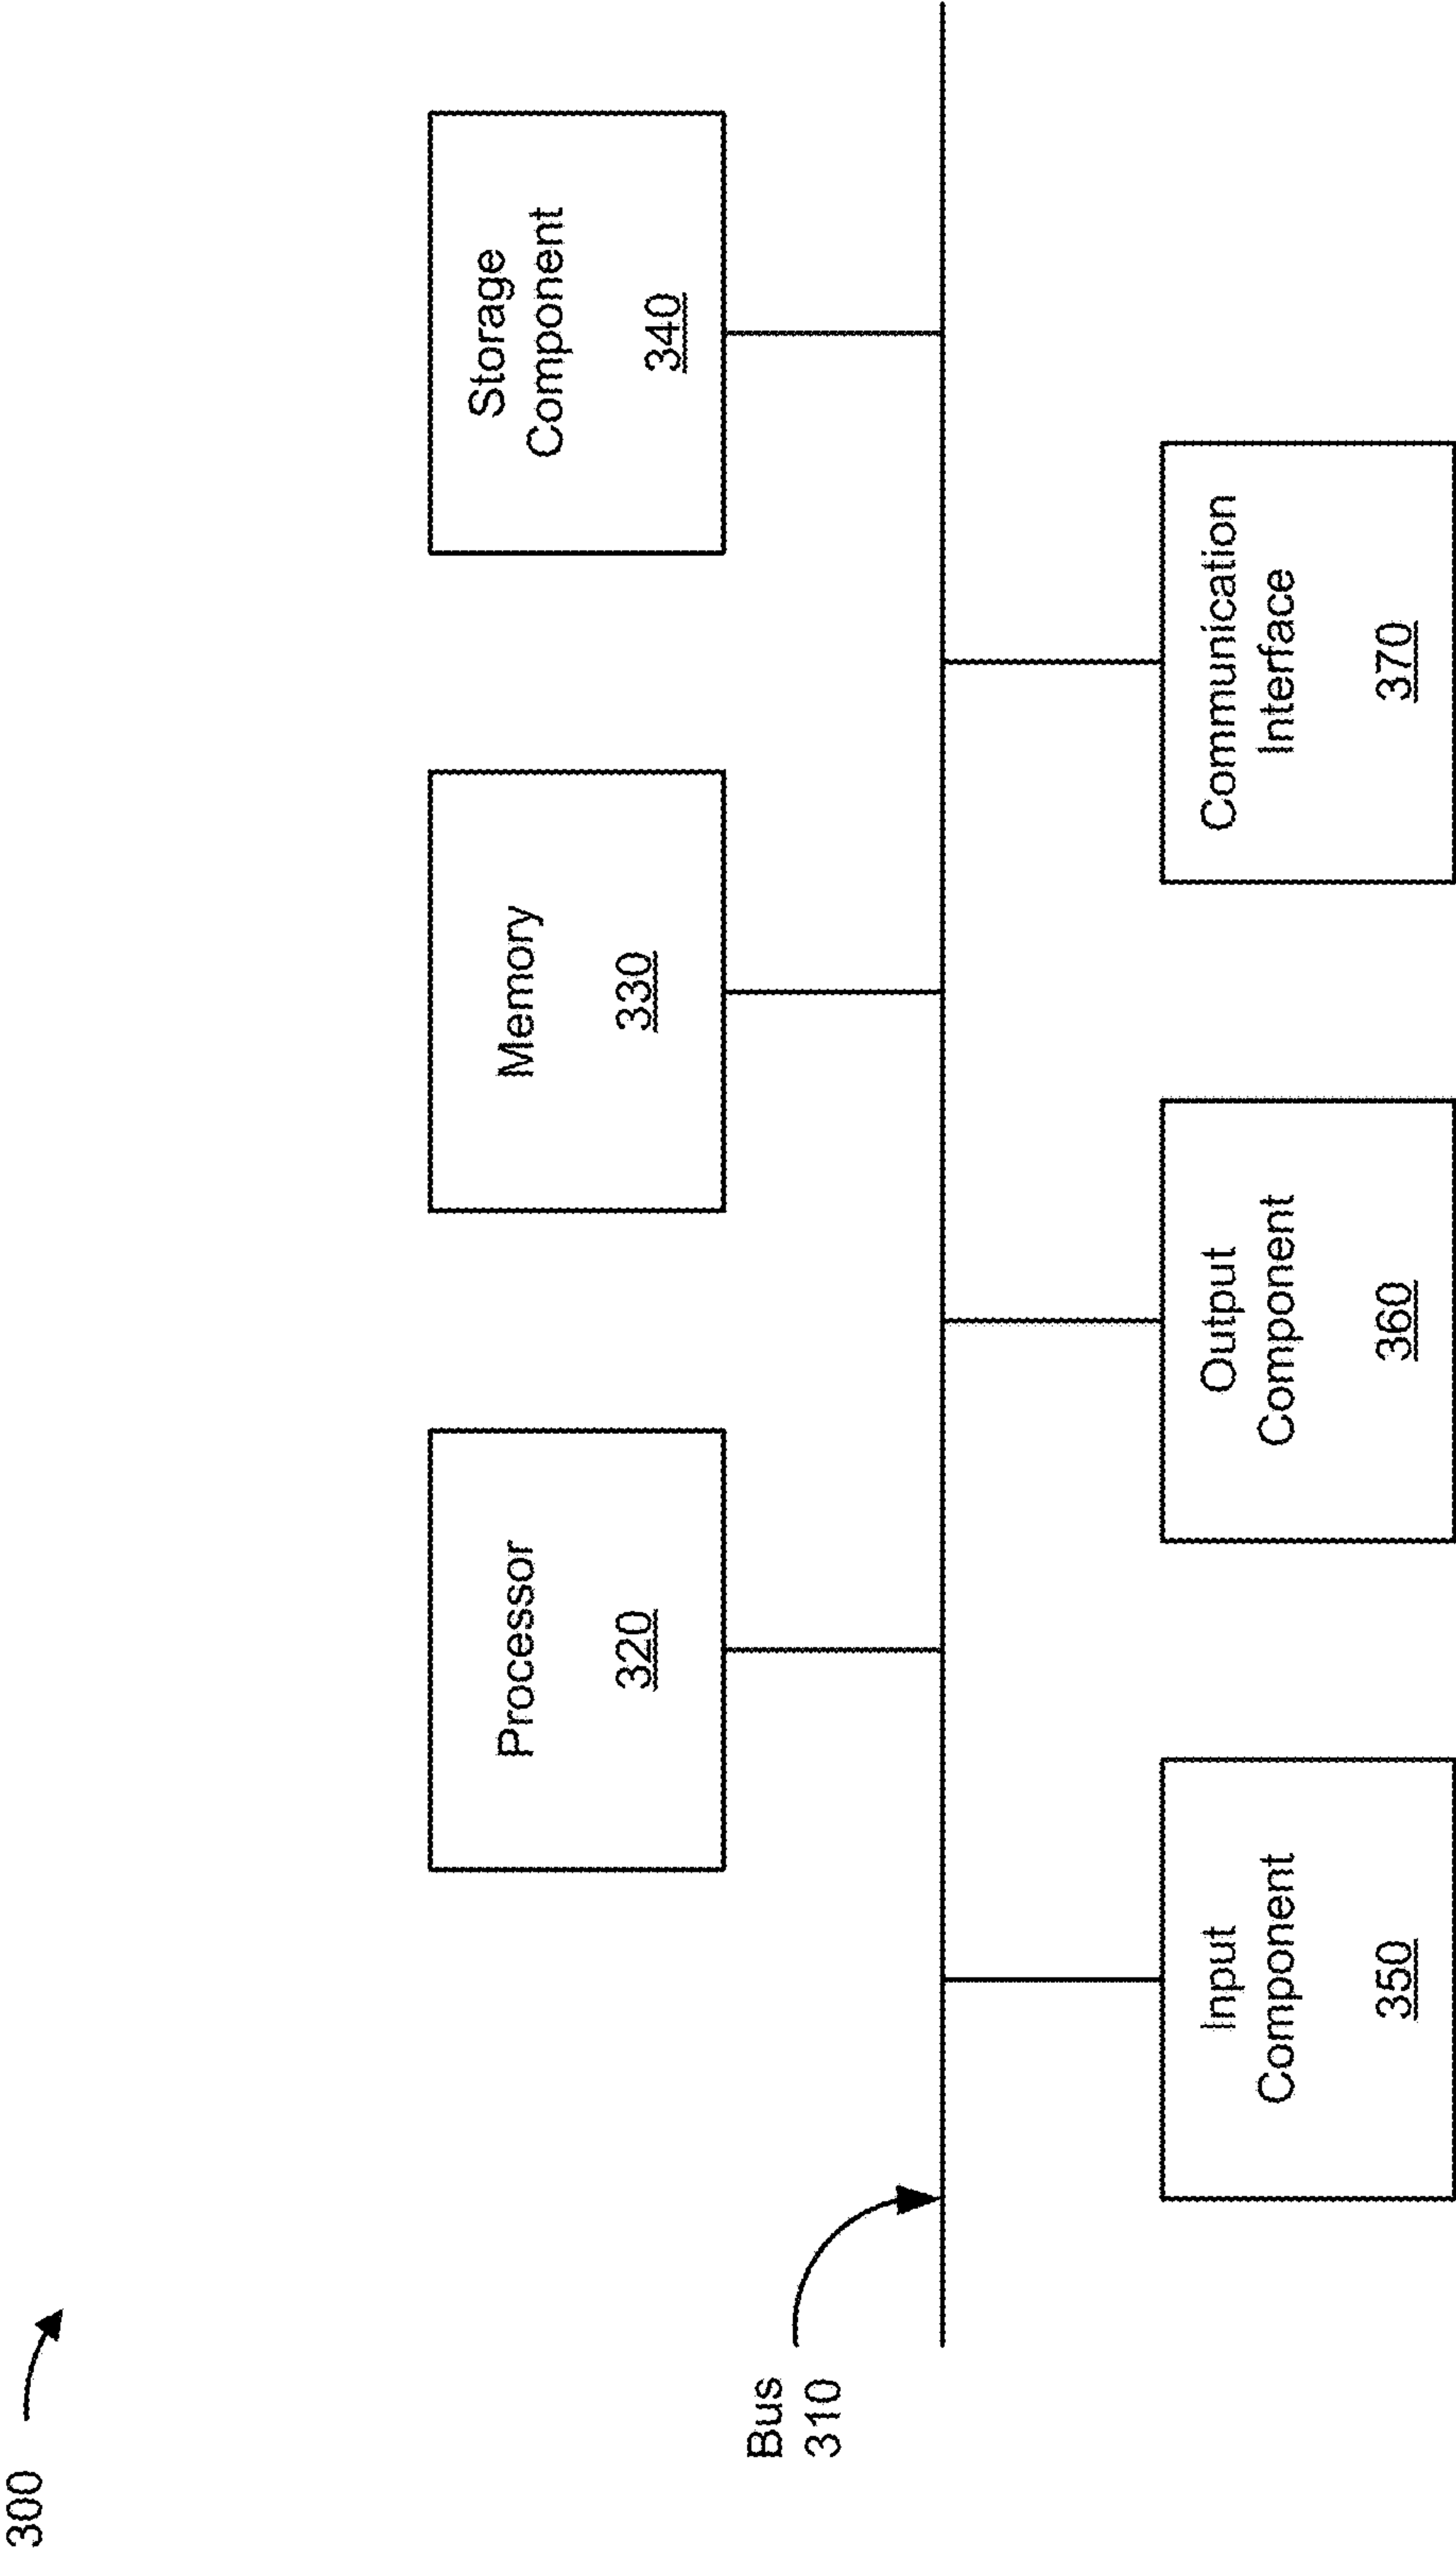 300
Processor
320
Memory
330
Storage
Component
340
Bus
310
Input
Component
350
Output
Component
360
Communication
Interface
370